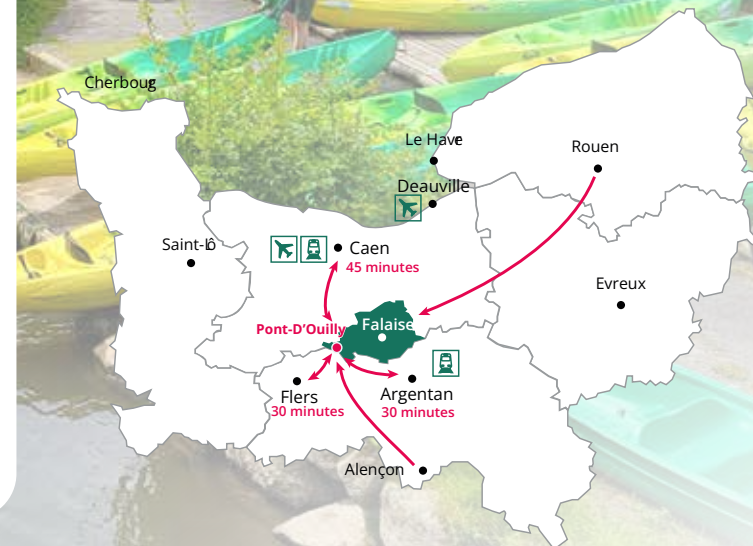 Cherboug
Le Have
Rouen
Deauville
Saint-lô
Caen
45 minutes
Evreux
Pont-D'Ouilly
Falaise
Flers
30 minutes
Argentan
30 minutes
Alençon